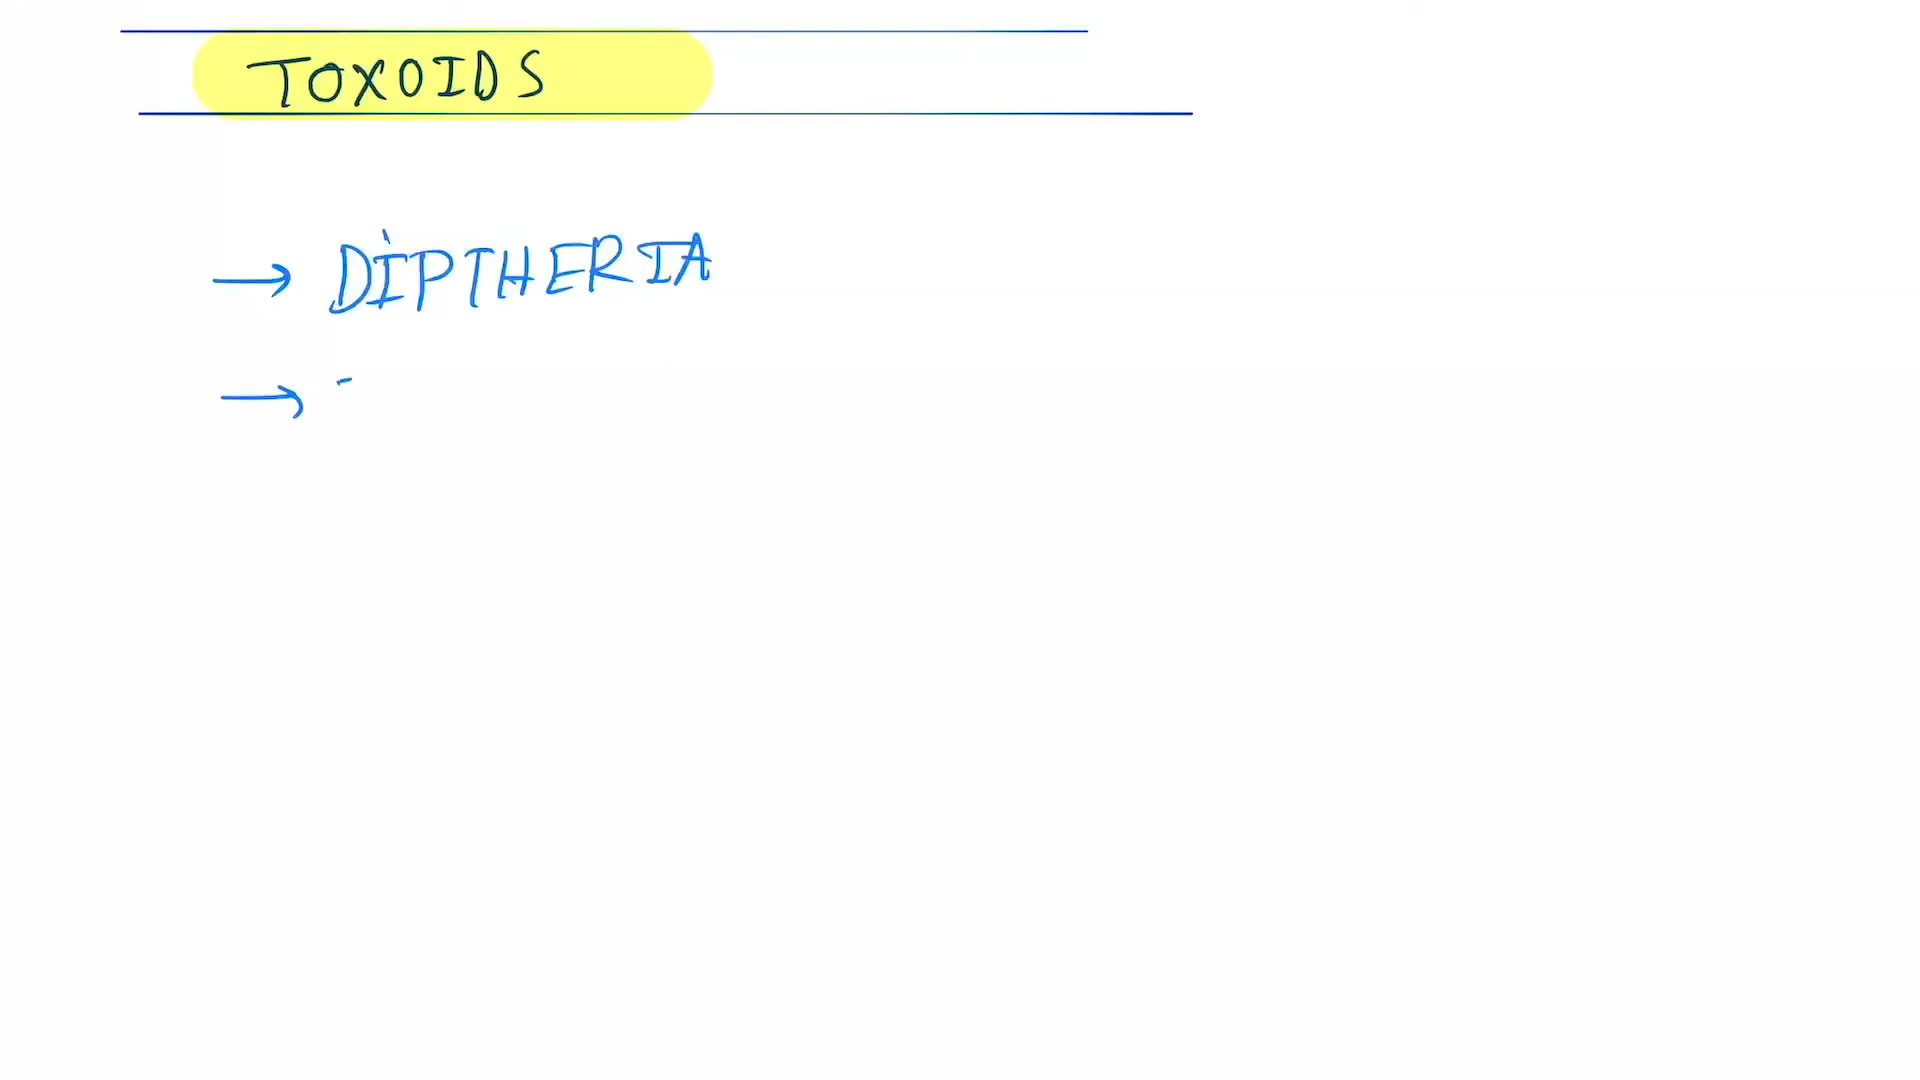 TOXOIDS
→ DIPTHERIA
→